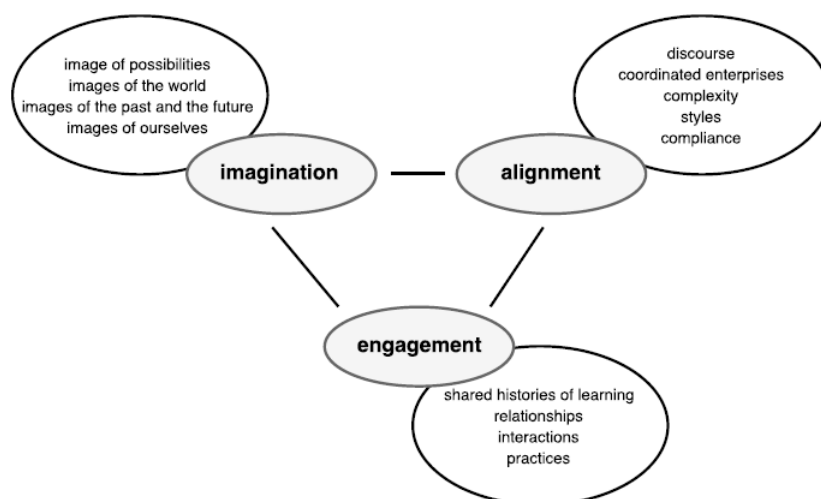 image of possibilities
images of the world
images of the past and the future
images of ourselves
imagination
discourse
coordinated enterprises
complexity
styles
compliance
alignment
engagement
shared histories of learning
relationships
interactions
practices